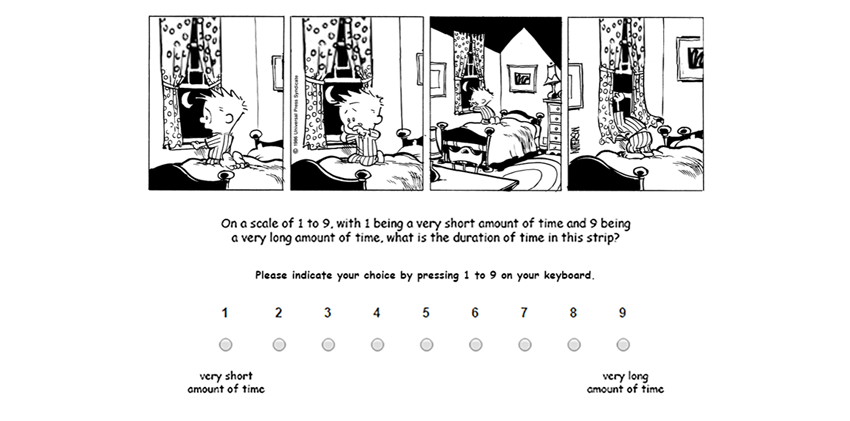 © 1986 Universal Press Syndicate
WATTERSON
On a scale of 1 to 9, with 1 being a very short amount of time and 9 being
a very long amount of time, what is the duration of time in this strip?
Please indicate your choice by pressing 1 to 9 on your keyboard.
1 2 3 4 5 6 7 8 9
very short
amount of time
very long
amount of time